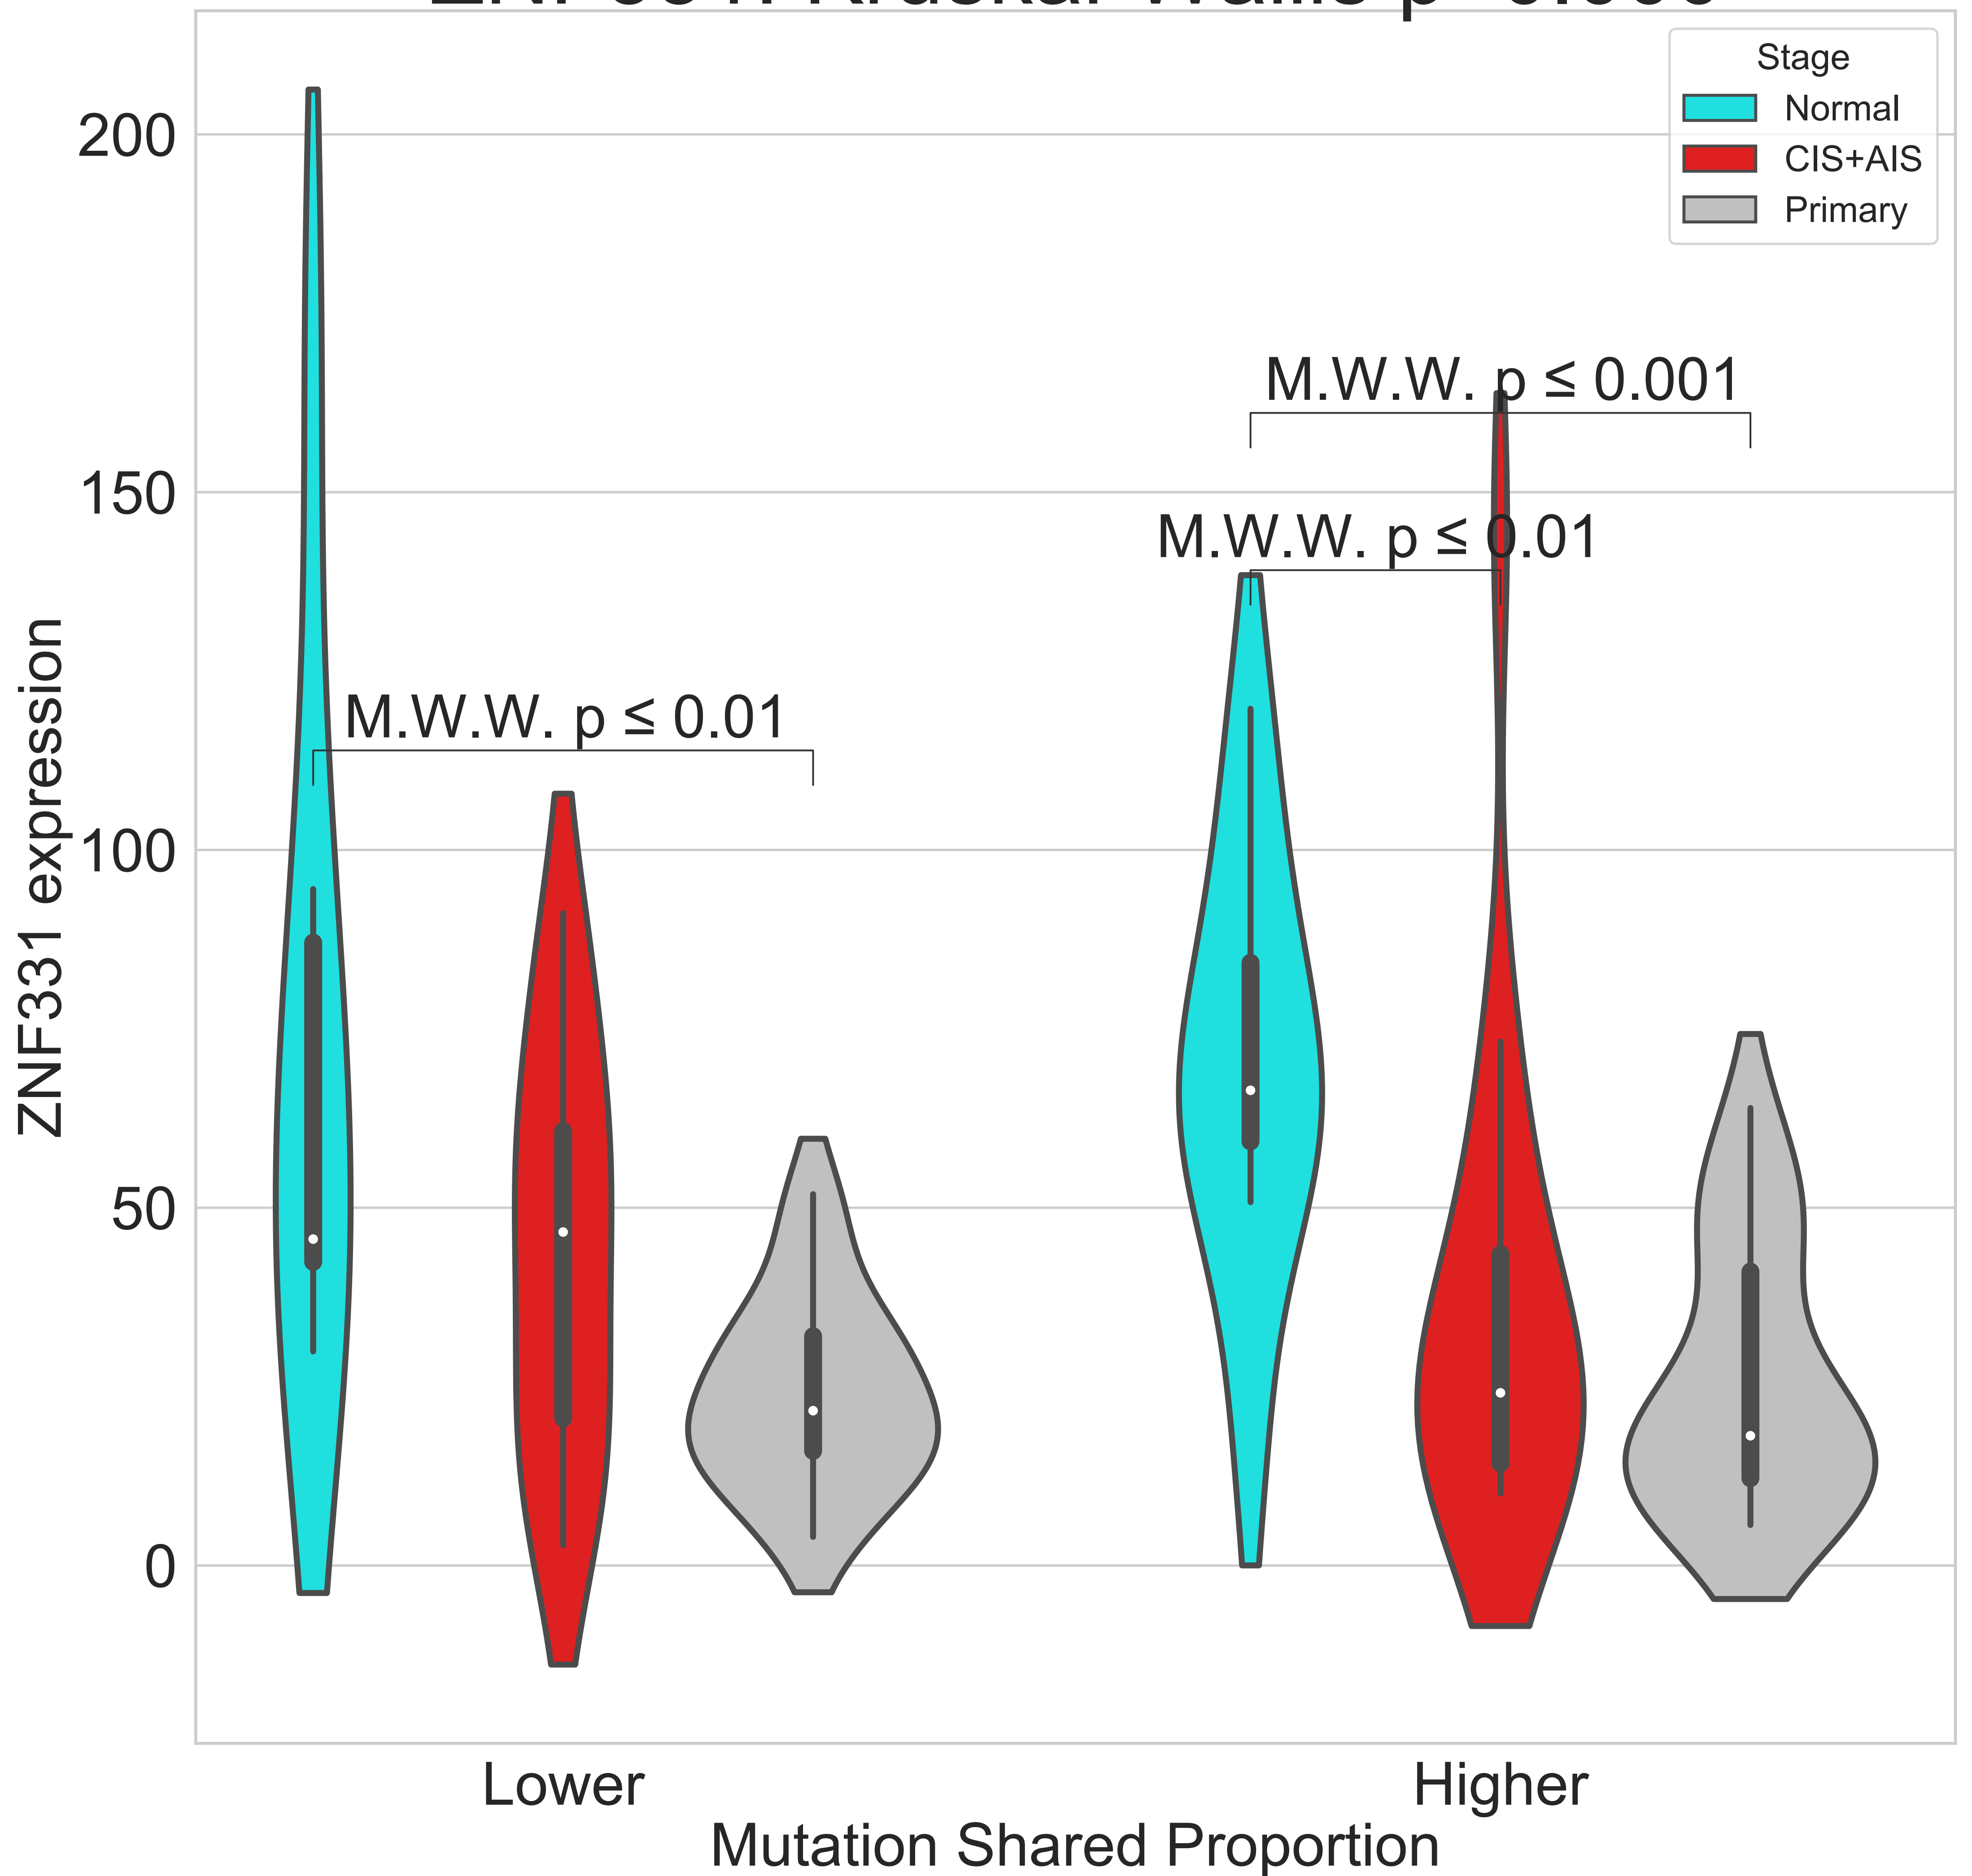 Stage
Normal
CIS+AIS
Primary
200
150
100
50
0
ZNF331 expression
M.W.W. p ≤ 0.001
M.W.W. p ≤ 0.01
M.W.W. p ≤ 0.01
Lower
Higher
Mutation Shared Proportion